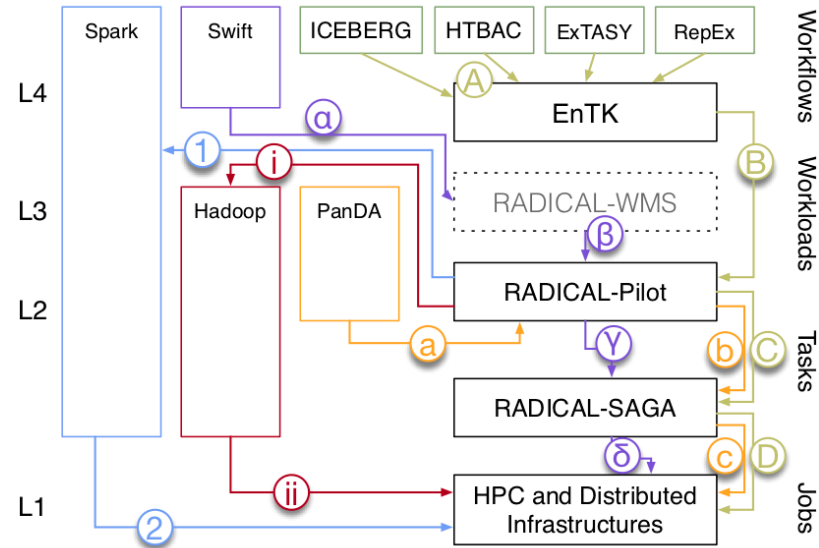 Spark
Swift
ICEBERG
HTBAC
ExTASY
RepEx
Workflows
L4
A
EnTK
α
1
i
B
L3
Hadoop
PanDA
RADICAL-WMS
Workloads
β
RADICAL-Pilot
L2
a
γ
b
C
Tasks
RADICAL-SAGA
δ
c
D
L1
ii
HPC and Distributed
Infrastructures
2
Jobs